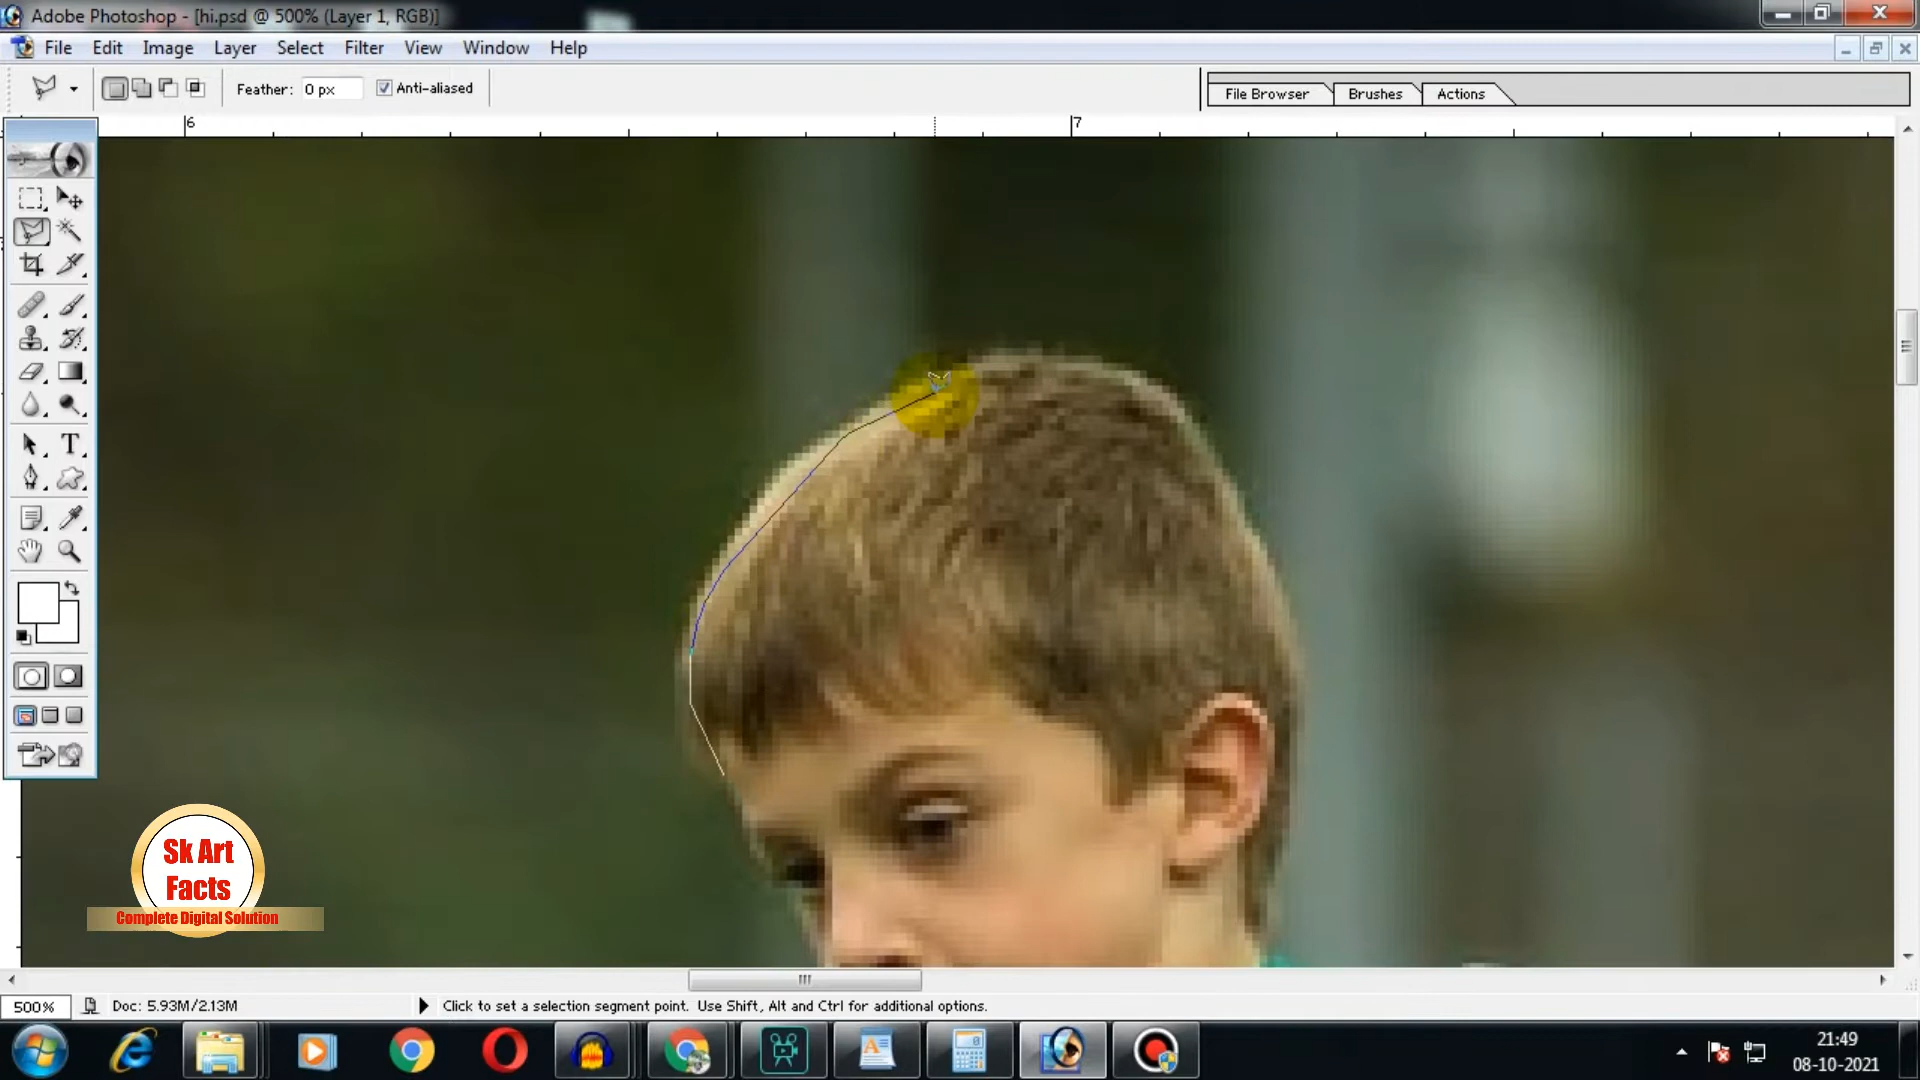 Adobe Photoshop - [hi.psd @ 500% (Layer 1, RGB)]
File Edit Image Layer Select Filter View Window Help
Feather: 0 px Anti-aliased
File Browser Brushes Actions
6 7
T
Sk Art
Facts
Complete Digital Solution
500% Doc: 5.93M/2.13M Click to set a selection segment point. Use Shift, Alt and Ctrl for additional options.
21:49
08-10-2021